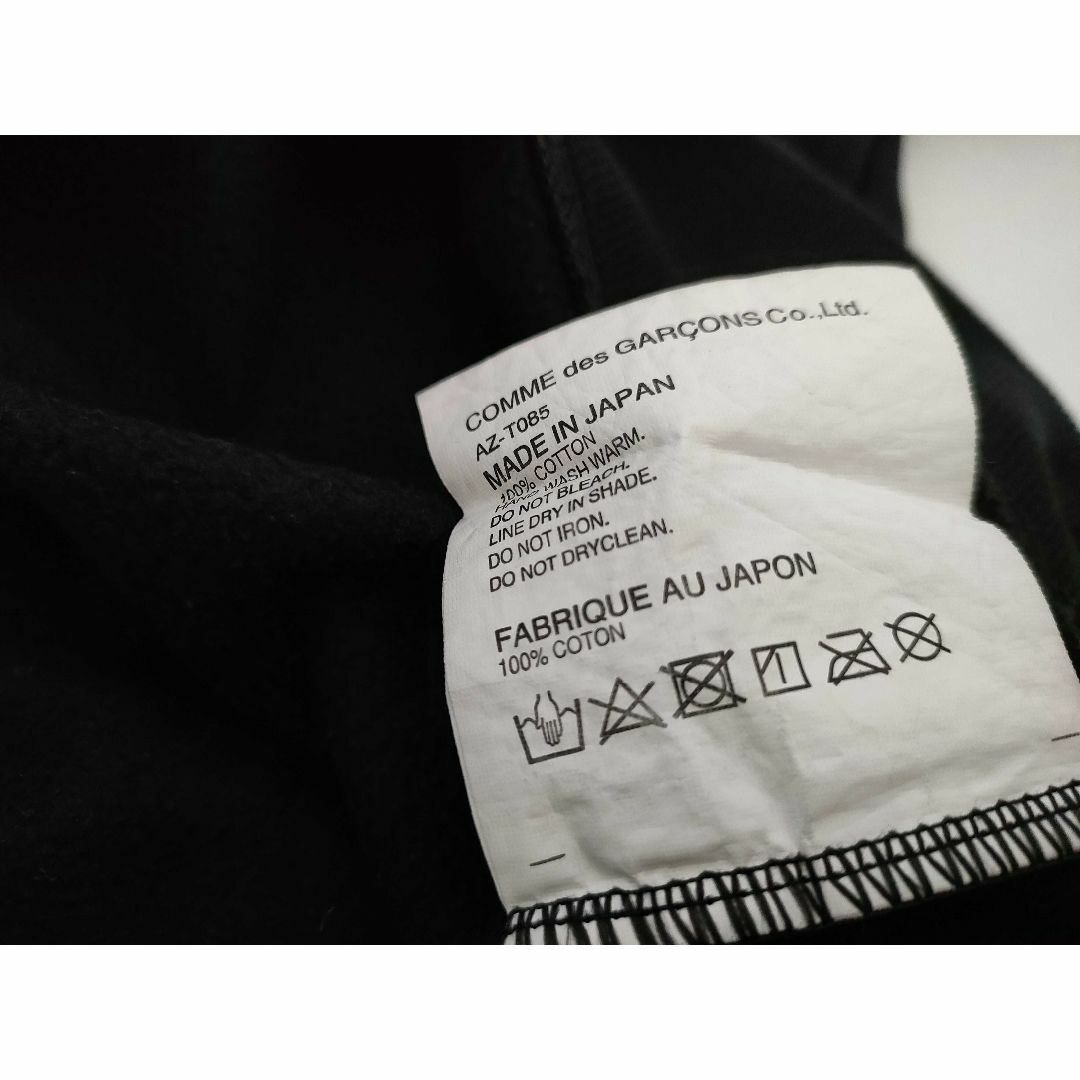 COMME des GARÇONS Co.,Ltd.
AZ-T085
MADE IN JAPAN
100% COTTON
HAND WASH WARM.
DO NOT BLEACH.
LINE DRY IN SHADE.
DO NOT IRON.
DO NOT DRYCLEAN.
FABRIQUE AU JAPON
100% COTON